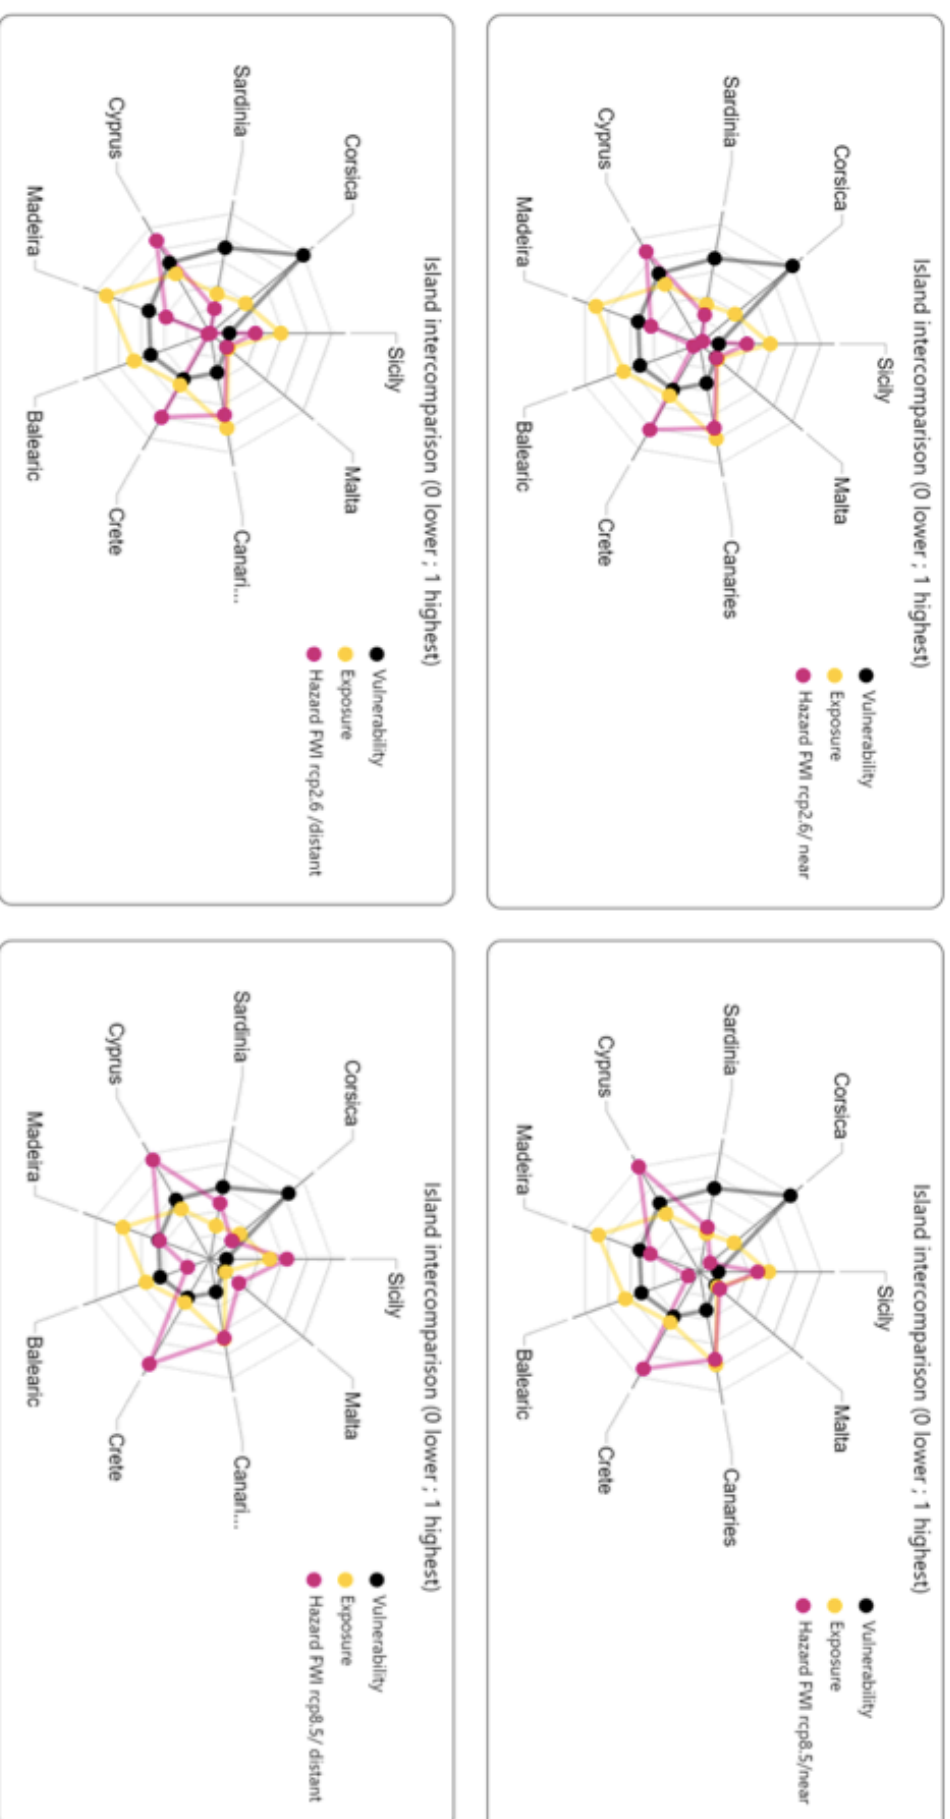 Island intercomparison (0 lower ; 1 highest)
Sicily
Corsica
Malta
Sardinia
Canaries
Cyprus
Crete
Madeira
Balearic
Vulnerability
Exposure
Hazard FWI rcp2.6/ near
Island intercomparison (0 lower ; 1 highest)
Sicily
Corsica
Malta
Sardinia
Canaries
Cyprus
Crete
Madeira
Balearic
Vulnerability
Exposure
Hazard FWI rcp8.5/near
Island intercomparison (0 lower ; 1 highest)
Sicily
Corsica
Malta
Sardinia
Canari...
Cyprus
Crete
Madeira
Balearic
Vulnerability
Exposure
Hazard FWI rcp2.6 /distant
Island intercomparison (0 lower ; 1 highest)
Sicily
Corsica
Malta
Sardinia
Canari...
Cyprus
Crete
Madeira
Balearic
Vulnerability
Exposure
Hazard FWI rcp8.5/ distant